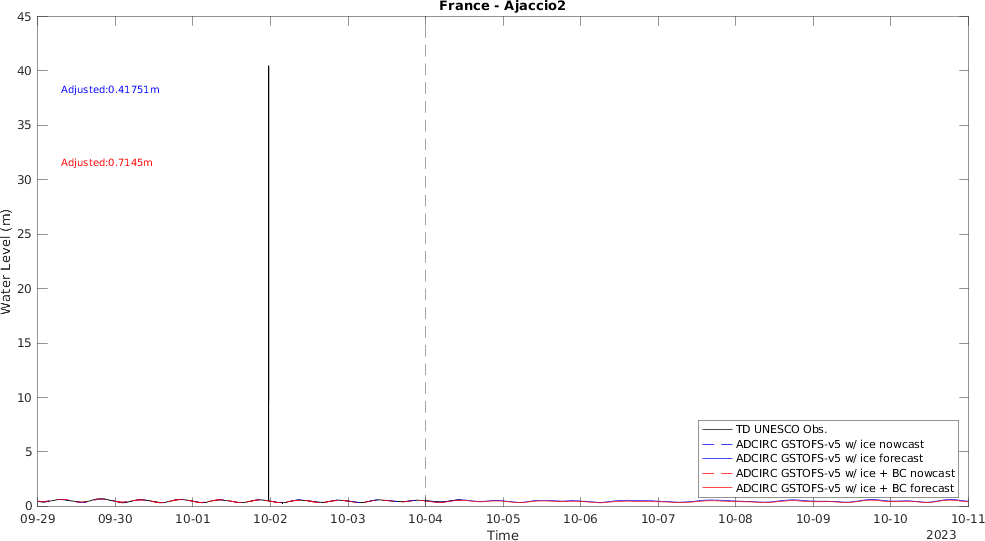 France - Ajaccio2
45
40
35
30
25
20
15
10
5
0
Water Level (m)
Adjusted:0.41751m
Adjusted:0.7145m
TD UNESCO Obs.
ADCIRC GSTOFS-v5 w/ ice nowcast
ADCIRC GSTOFS-v5 w/ ice forecast
ADCIRC GSTOFS-v5 w/ ice + BC nowcast
ADCIRC GSTOFS-v5 w/ ice + BC forecast
09-29 09-30 10-01 10-02 10-03 10-04 10-05 10-06 10-07 10-08 10-09 10-10 10-11
Time
2023